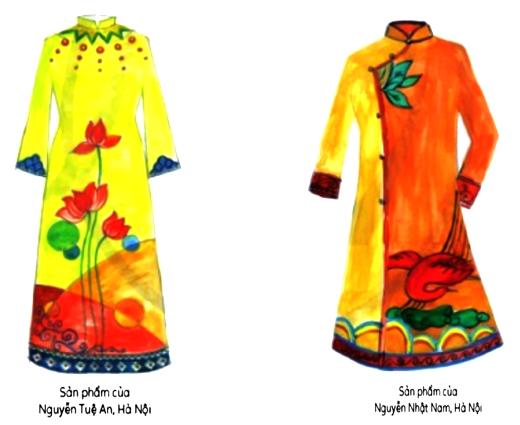 Sản phẩm của
Nguyễn Tuệ An, Hà Nội
Sản phẩm của
Nguyễn Nhật Nam, Hà Nội